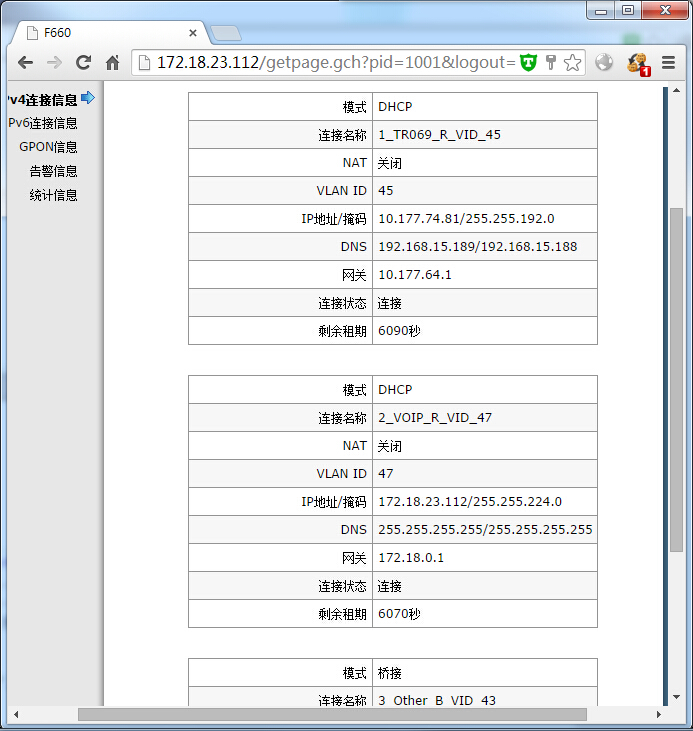 F660
172.18.23.112/getpage.gch?pid=1001&logout=
1
Pv4连接信息
Pv6连接信息
GPON信息
告警信息
统计信息
模式 DHCP
连接名称 1_TR069_R_VID_45
NAT 关闭
VLAN ID 45
IP地址/掩码 10.177.74.81/255.255.192.0
DNS 192.168.15.189/192.168.15.188
网关 10.177.64.1
连接状态 连接
剩余租期 6090秒
模式 DHCP
连接名称 2_VOIP_R_VID_47
NAT 关闭
VLAN ID 47
IP地址/掩码 172.18.23.112/255.255.224.0
DNS 255.255.255.255/255.255.255.255
网关 172.18.0.1
连接状态 连接
剩余租期 6070秒
模式 桥接
连接名称 3_Other_B_VID_43